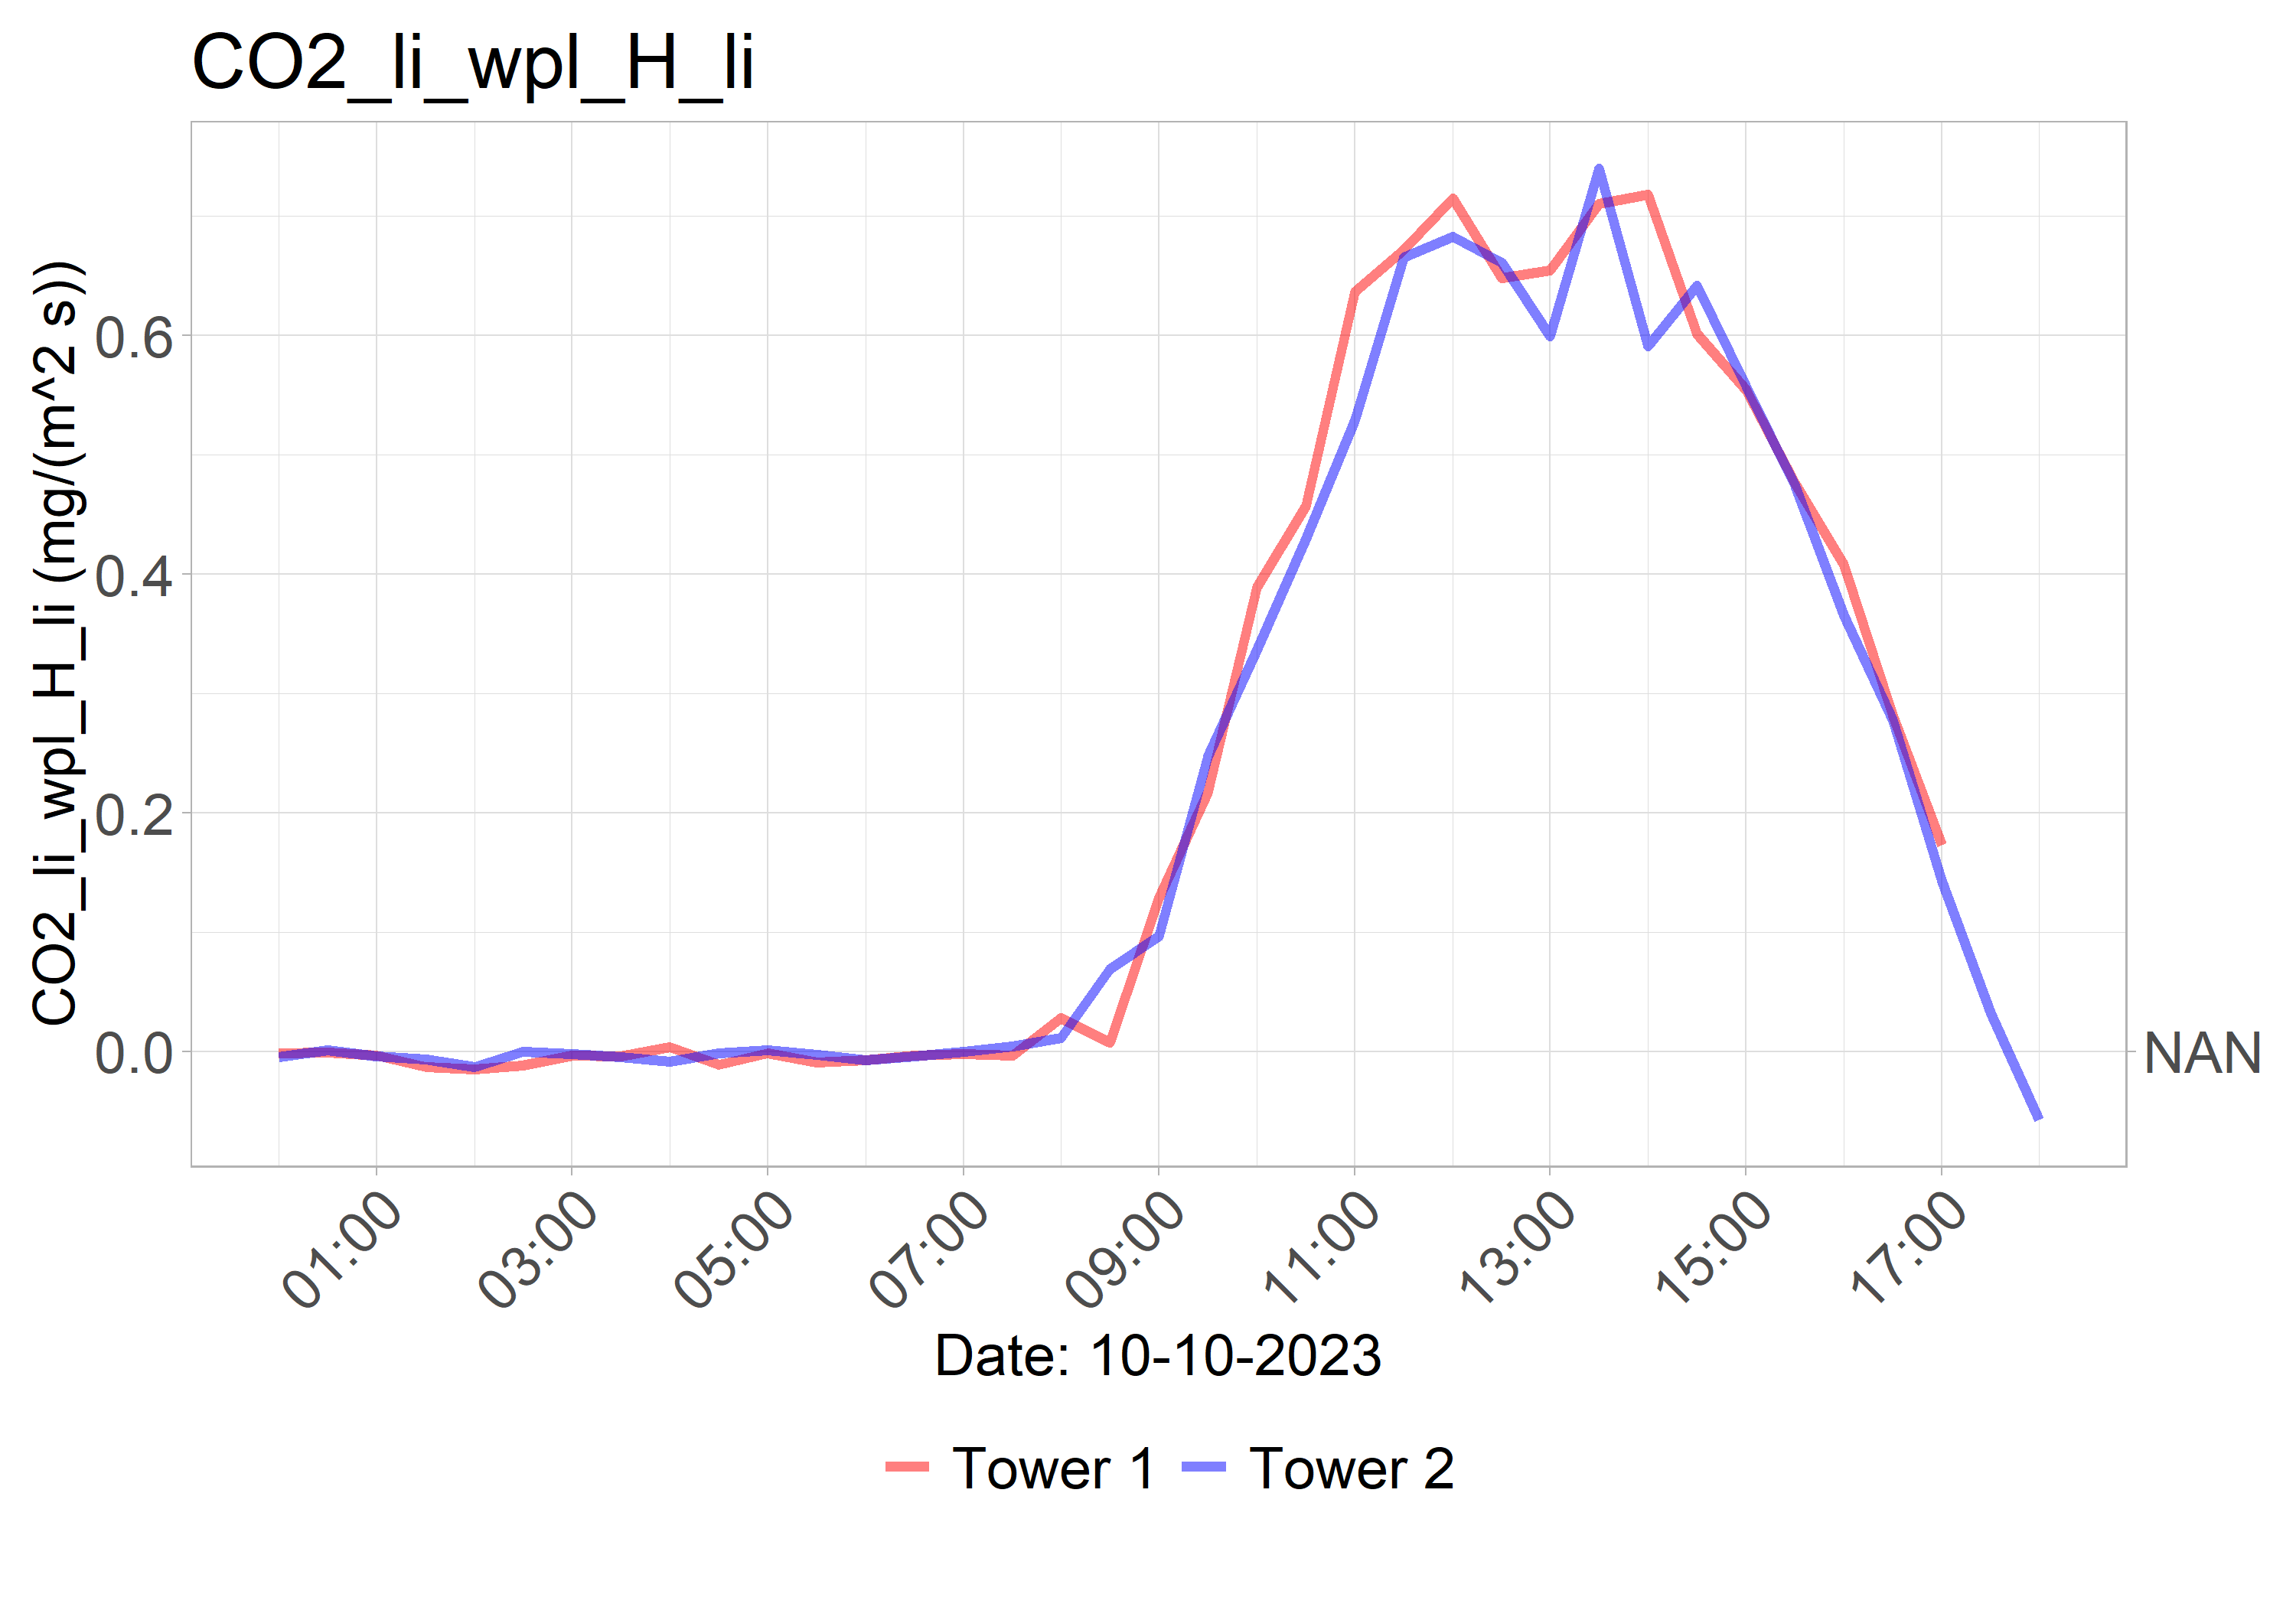 CO2_li_wpl_H_li
CO2_li_wpl_H_li (mg/(m^2 s))
0.6
0.4
0.2
0.0
NAN
01:00
03:00
05:00
07:00
09:00
11:00
13:00
15:00
17:00
Date: 10-10-2023
Tower 1
Tower 2